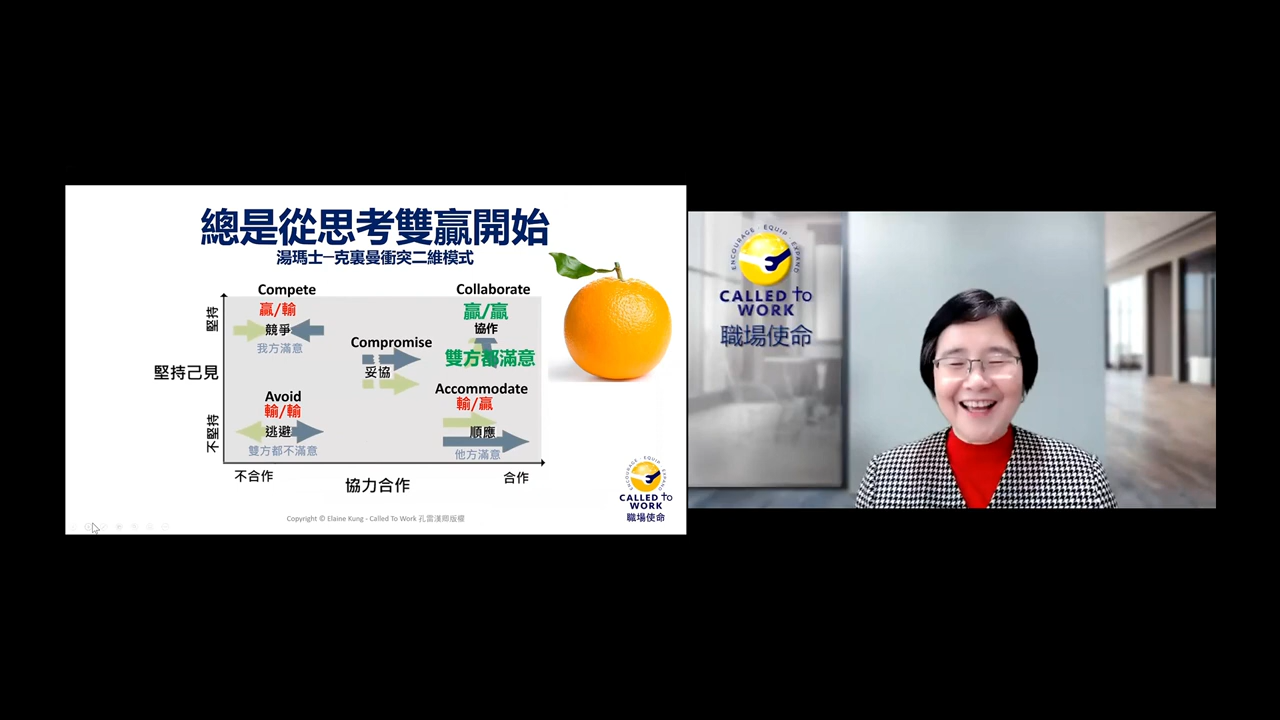 總是從思考雙贏開始
湯瑪士─克裏曼衝突二維模式
Compete
贏/輸
競爭
我方滿意
Collaborate
贏/贏
協作
雙方都滿意
Compromise
妥協
Avoid
輸/輸
逃避
雙方都不滿意
Accommodate
輸/贏
順應
他方滿意
堅持
堅持己見
不堅持
不合作
協力合作
合作
Copyright © Elaine Kung - Called To Work 孔雷漢卿版權
ENCOURAGE · EQUIP · EXPAND
CALLED to
WORK
職場使命
ENCOURAGE · EQUIP · EXPAND
CALLED to
WORK
職場使命